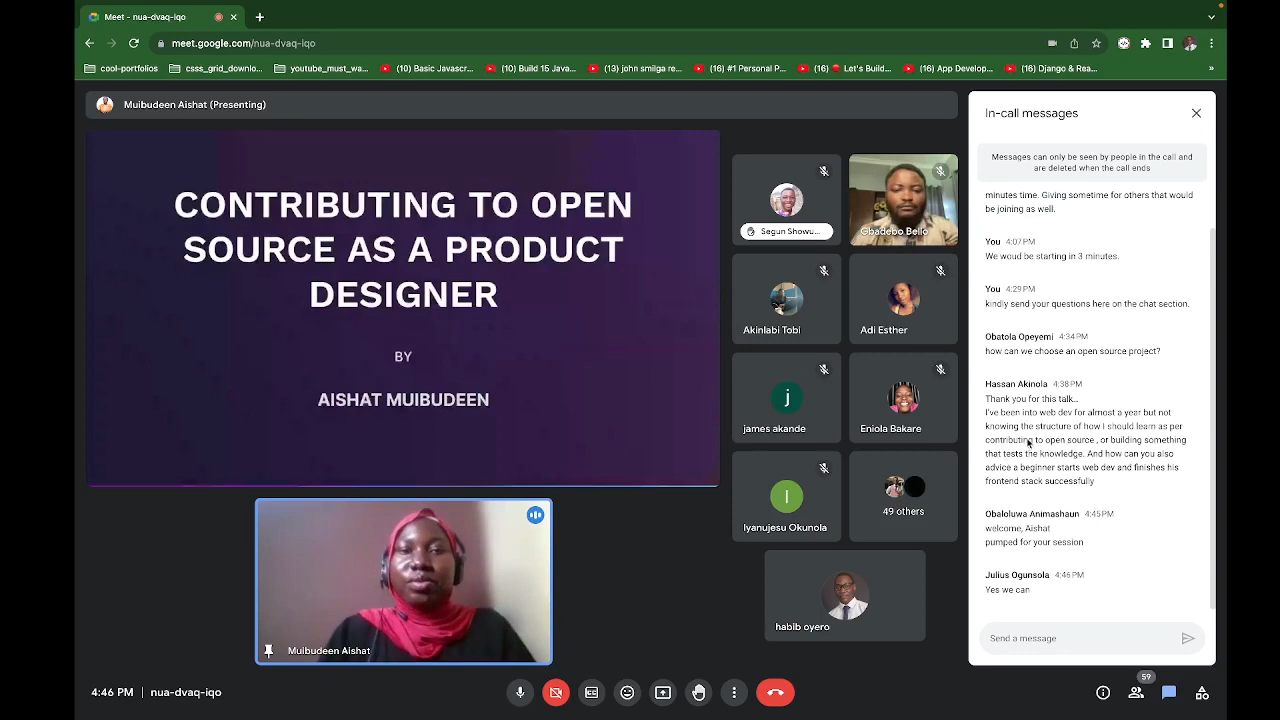 Meet - nua-dvaq-iqo
meet.google.com/nua-dvaq-iqo
cool-portfolios
csss_grid_downlo...
youtube_must_wa...
(10) Basic Javascr...
(10) Build 15 Java...
(13) john smilga re...
(16) #1 Personal P...
(16) 🔴 Let's Build...
(16) App Develop...
(16) Django & Rea...
»
Muibudeen Aishat (Presenting)
CONTRIBUTING TO OPEN
SOURCE AS A PRODUCT
DESIGNER
BY
AISHAT MUIBUDEEN
Muibudeen Aishat
Segun Showu...
Gbadebo Bello
Akinlabi Tobi
Adi Esther
j
james akande
Eniola Bakare
I
Iyanujesu Okunola
49 others
habib oyero
In-call messages
Messages can only be seen by people in the call and
are deleted when the call ends
minutes time. Giving sometime for others that would
be joining as well.
You 4:07 PM
We woud be starting in 3 minutes.
You 4:29 PM
kindly send your questions here on the chat section.
Obatola Opeyemi 4:34 PM
how can we choose an open source project?
Hassan Akinola 4:38 PM
Thank you for this talk...
I've been into web dev for almost a year but not
knowing the structure of how I should learn as per
contributing to open source , or building something
that tests the knowledge. And how can you also
advice a beginner starts web dev and finishes his
frontend stack successfully
Obaloluwa Animashaun 4:45 PM
welcome, Aishat
pumped for your session
Julius Ogunsola 4:46 PM
Yes we can
Send a message
4:46 PM | nua-dvaq-iqo
59